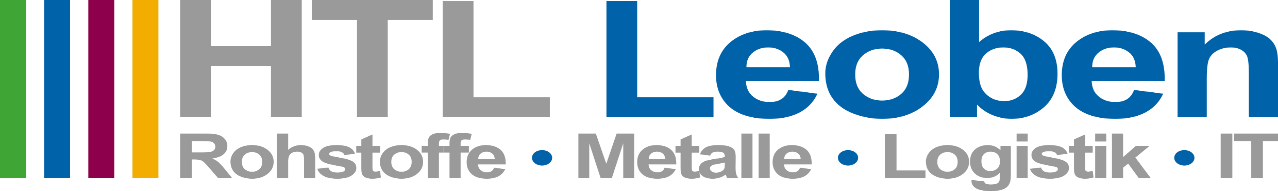 HTL Leoben
Rohstoffe • Metalle • Logistik • IT